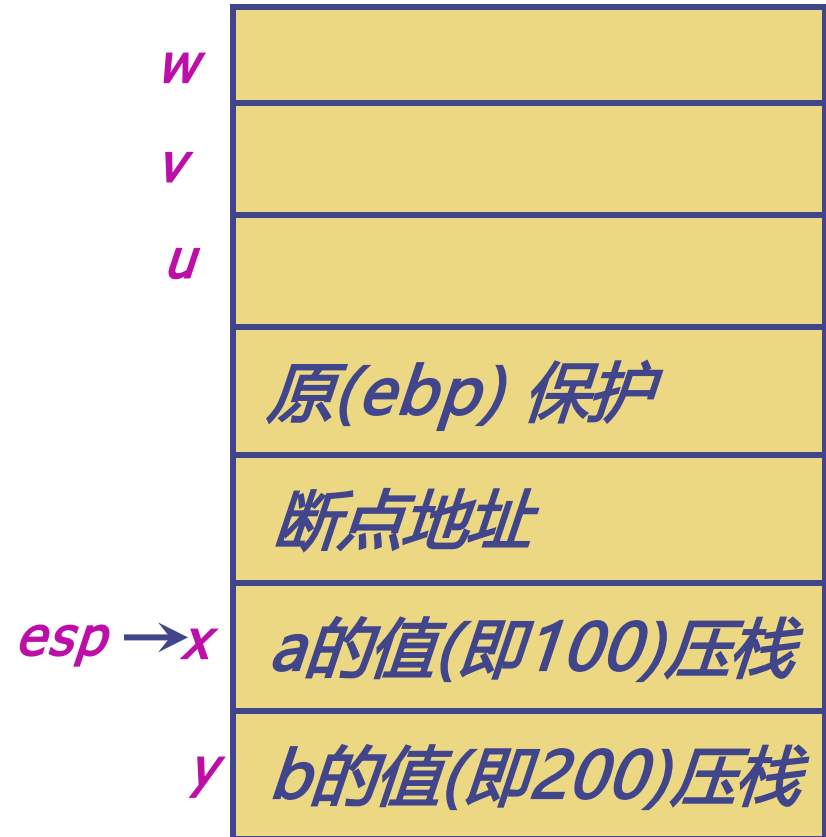 w
v
u
原(ebp) 保护
断点地址
esp x a的值(即100)压栈
y b的值(即200)压栈